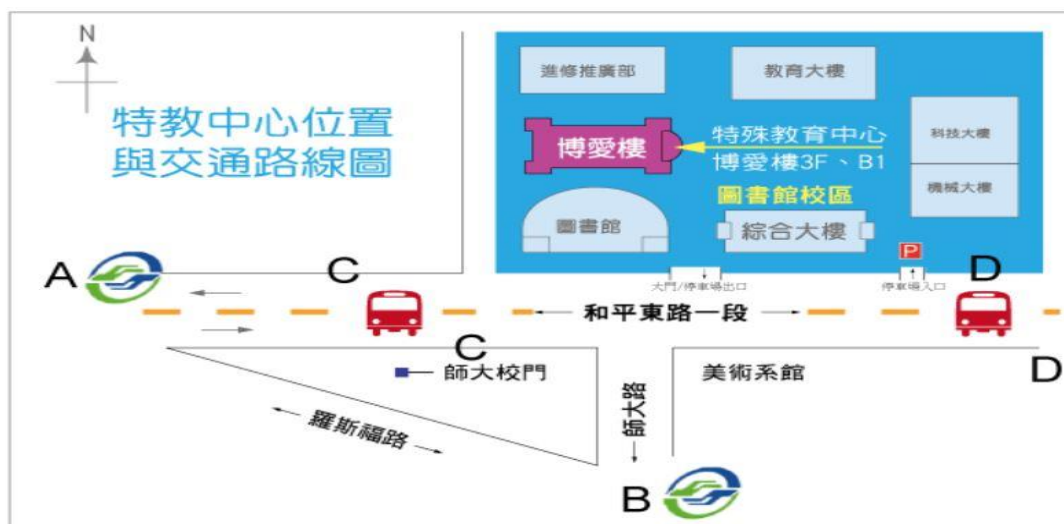 N
特教中心位置
與交通路線圖
進修推廣部
教育大樓
博愛樓
特殊教育中心
博愛樓3F、B1
科技大樓
機械大樓
圖書館校區
圖書館
綜合大樓
P
A
C
大門/停車場出口
停車場入口
D
和平東路一段
C
師大校門
美術系館
D
師大路
羅斯福路
B